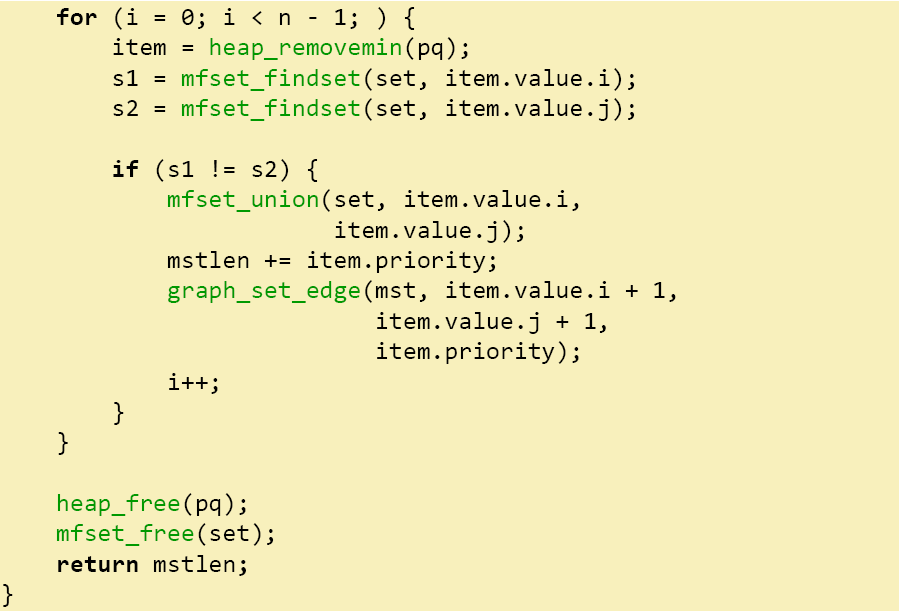 for (i = 0; i < n - 1; ) {
item = heap_removemin(pq);
s1 = mfset_findset(set, item.value.i);
s2 = mfset_findset(set, item.value.j);
if (s1 != s2) {
mfset_union(set, item.value.i,
item.value.j);
mstlen += item.priority;
graph_set_edge(mst, item.value.i + 1,
item.value.j + 1,
item.priority);
i++;
}
}
heap_free(pq);
mfset_free(set);
return mstlen;
}